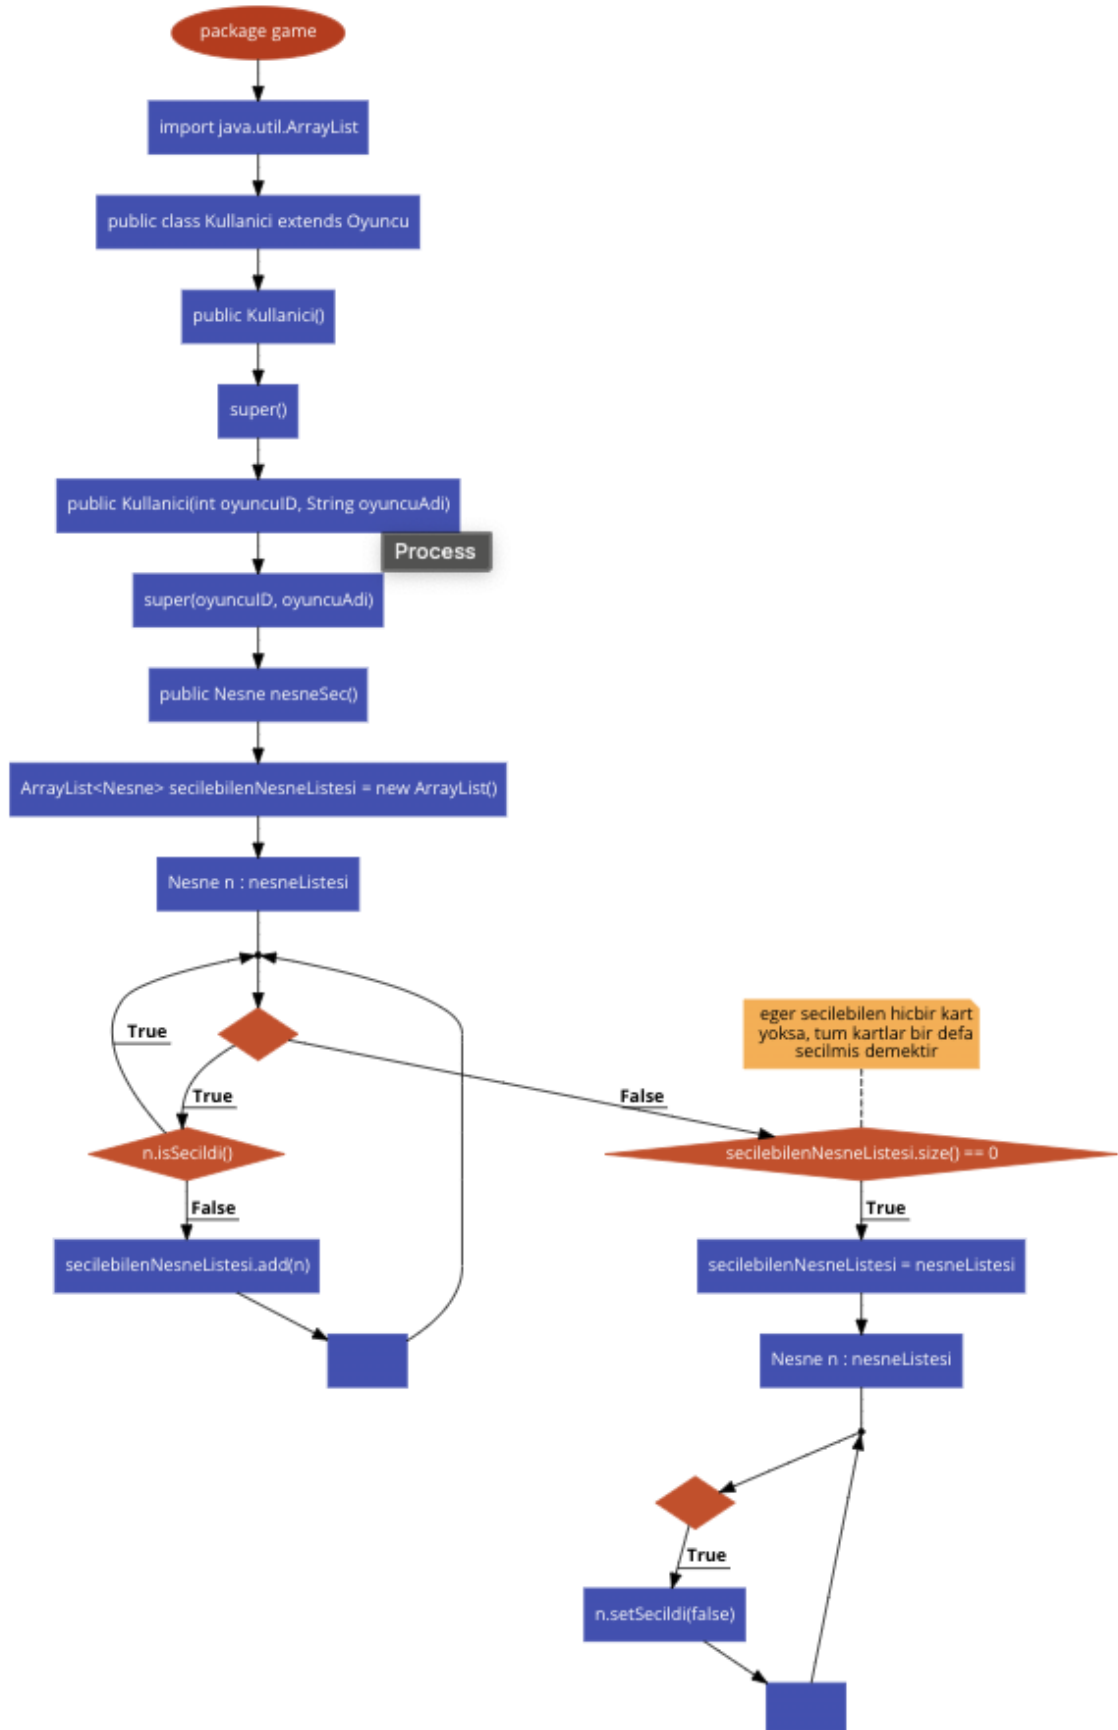 package game
import java.util.ArrayList
public class Kullanici extends Oyuncu
public Kullanici()
super()
public Kullanici(int oyuncuID, String oyuncuAdi)
Process
super(oyuncuID, oyuncuAdi)
public Nesne nesneSec()
ArrayList<Nesne> secilebilenNesneListesi = new ArrayList()
Nesne n : nesneListesi
True
True
n.isSecildi()
False
secilebilenNesneListesi.add(n)
False
eger secilebilen hicbir kart
yoksa, tum kartlar bir defa
secilmis demektir
secilebilenNesneListesi.size() == 0
True
secilebilenNesneListesi = nesneListesi
Nesne n : nesneListesi
True
n.setSecildi(false)